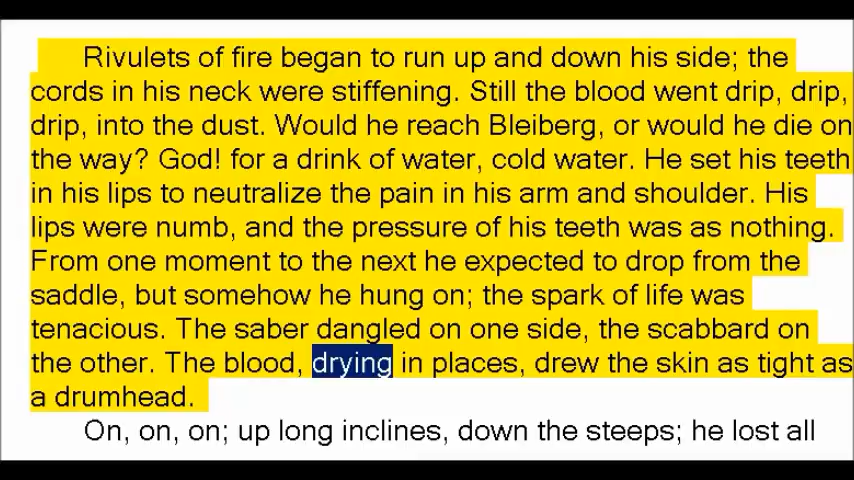 Rivulets of fire began to run up and down his side; the
cords in his neck were stiffening. Still the blood went drip, drip,
drip, into the dust. Would he reach Bleiberg, or would he die on
the way? God! for a drink of water, cold water. He set his teeth
in his lips to neutralize the pain in his arm and shoulder. His
lips were numb, and the pressure of his teeth was as nothing.
From one moment to the next he expected to drop from the
saddle, but somehow he hung on; the spark of life was
tenacious. The saber dangled on one side, the scabbard on
the other. The blood, drying in places, drew the skin as tight as
a drumhead.
On, on, on; up long inclines, down the steeps; he lost all